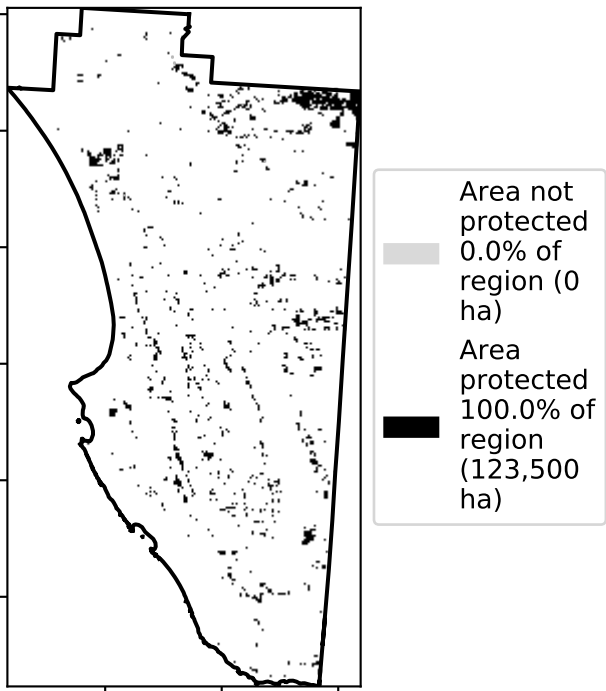 Area not
protected
0.0% of
region (0
ha)
Area
protected
100.0% of
region
(123,500
ha)